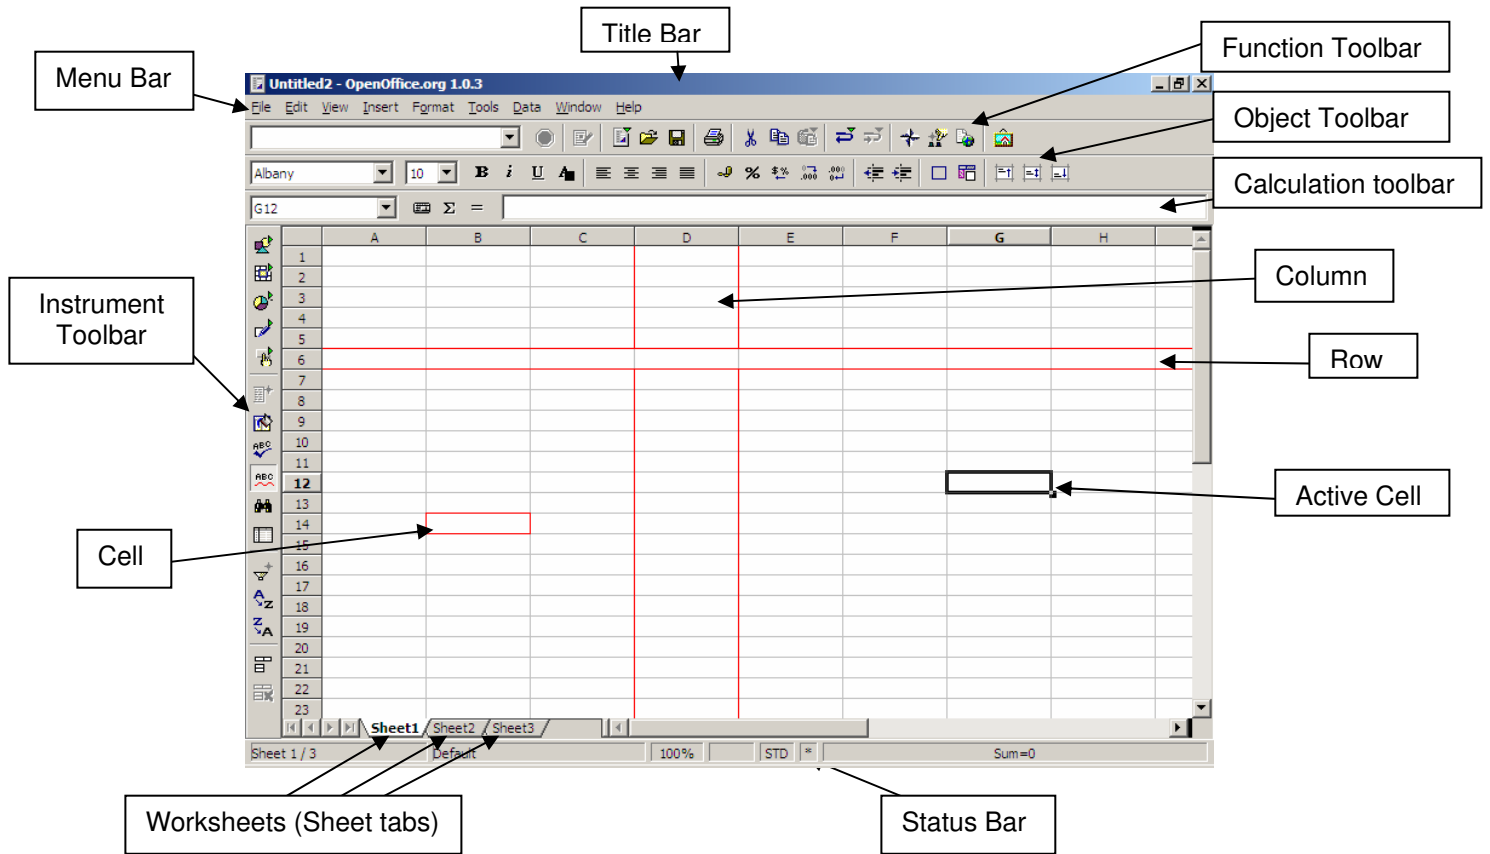 Title Bar
Function Toolbar
Menu Bar
Untitled2 - OpenOffice.org 1.0.3
File Edit View Insert Format Tools Data Window Help
Object Toolbar
Albany 10 B i U A
Calculation toolbar
G12 Σ =
A B C D E F G H
1
2
3
4
5
6
7
8
9
10
11
12
13
14
15
16
17
18
19
20
21
22
23
Column
Instrument
Toolbar
Row
ABC
ABC
Active Cell
Cell
A
Z
Z
A
Sheet1 Sheet2 Sheet3
Sheet 1 / 3 Default 100% STD * Sum=0
Worksheets (Sheet tabs)
Status Bar